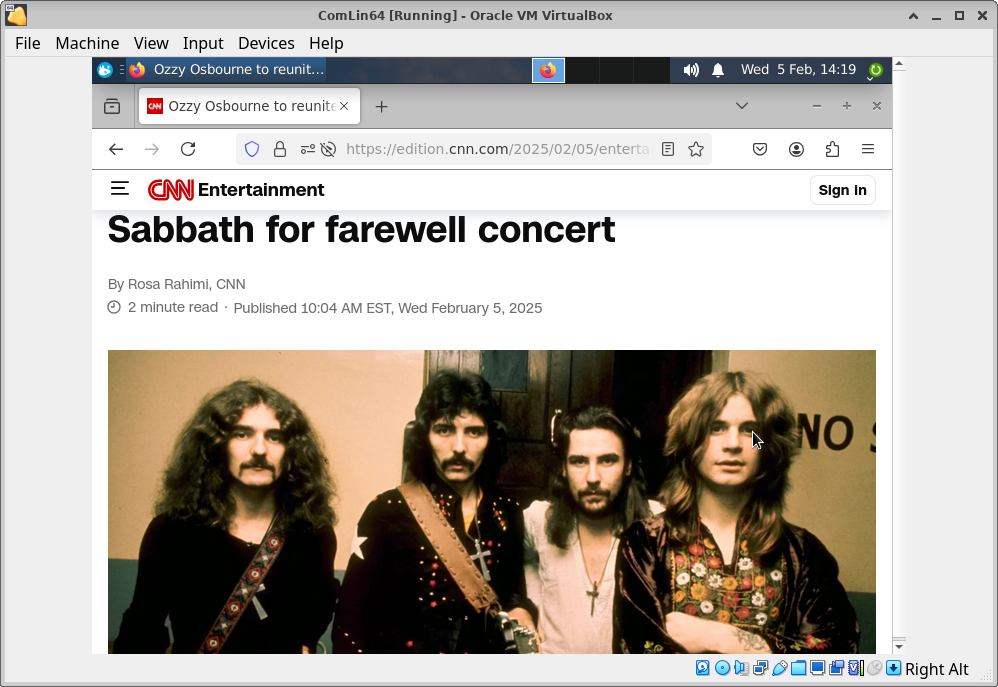 ComLin64 [Running] - Oracle VM VirtualBox
File Machine View Input Devices Help
Ozzy Osbourne to reunit... Wed 5 Feb, 14:19
CNN Ozzy Osbourne to reunite
https://edition.cnn.com/2025/02/05/enterta
CNN Entertainment Sign in
Sabbath for farewell concert
By Rosa Rahimi, CNN
2 minute read · Published 10:04 AM EST, Wed February 5, 2025
NO
Right Alt